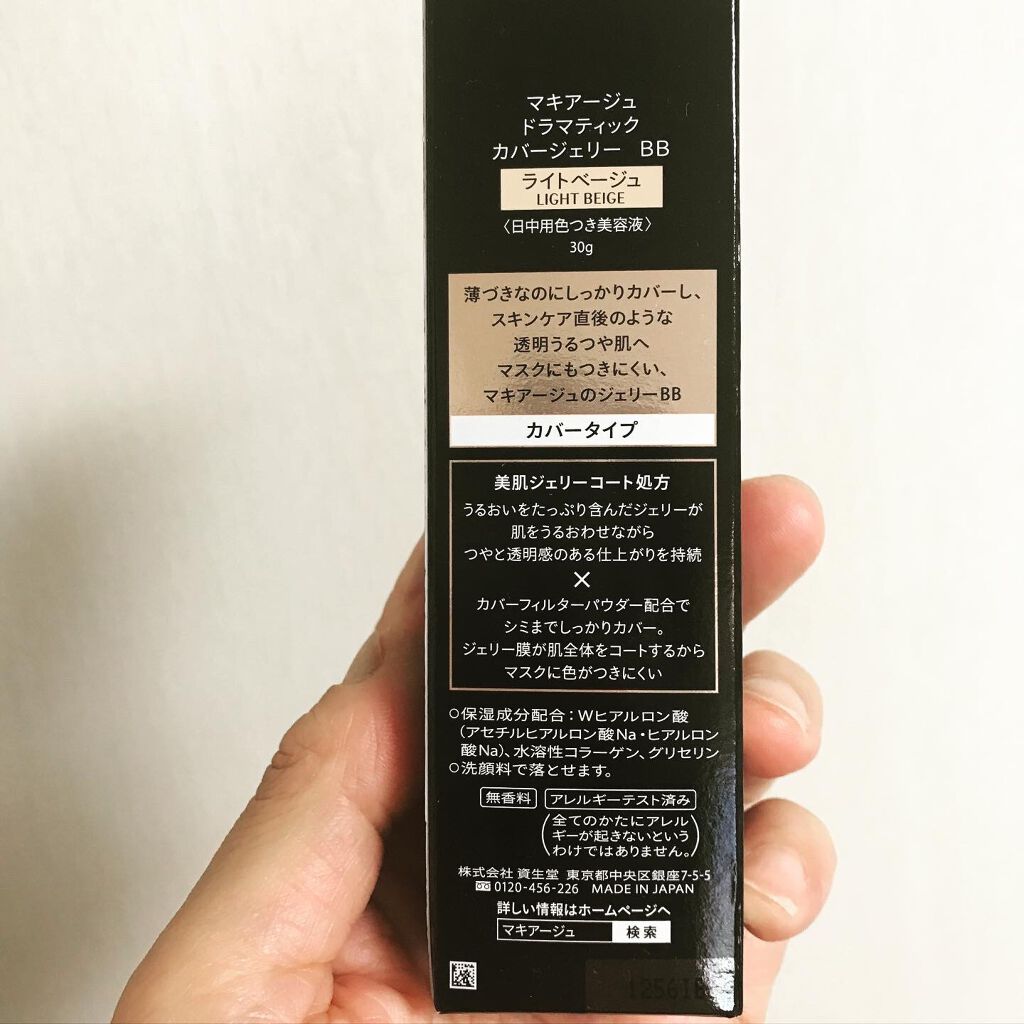 マキアージュ
ドラマティック
カバージェリー BB
ライトベージュ
LIGHT BEIGE
〈日中用色つき美容液〉
30g
薄づきなのにしっかりカバーし、
スキンケア直後のような
透明うるつや肌へ
マスクにもつきにくい、
マキアージュのジェリーBB
カバータイプ
美肌ジェリーコート処方
うるおいをたっぷり含んだジェリーが
肌をうるおわせながら
つやと透明感のある仕上がりを持続
×
カバーフィルターパウダー配合で
シミまでしっかりカバー。
ジェリー膜が肌全体をコートするから
マスクに色がつきにくい
○保湿成分配合：Wヒアルロン酸
（アセチルヒアルロン酸Na・ヒアルロン
酸Na）、水溶性コラーゲン、グリセリン
○洗顔料で落とせます。
無香料 アレルギーテスト済み
（全てのかたにアレル
ギーが起きないという
わけではありません。）
株式会社 資生堂 東京都中央区銀座7-5-5
0120-456-226 MADE IN JAPAN
詳しい情報はホームページへ
マキアージュ 検索